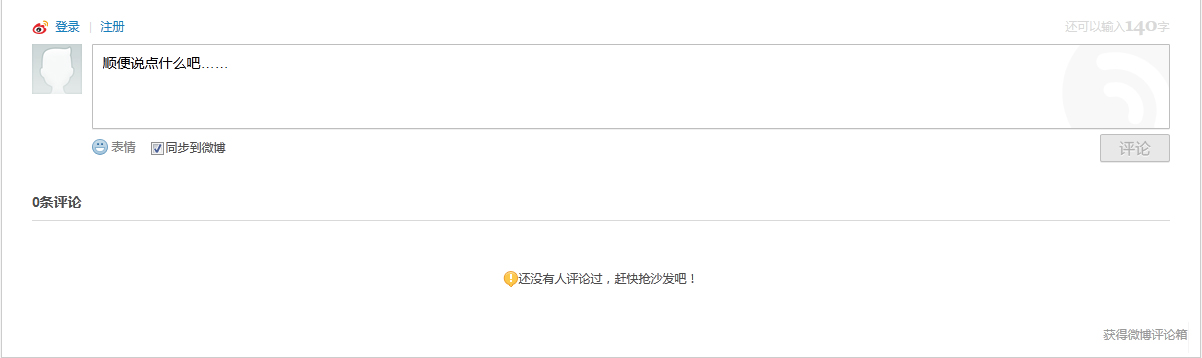 登录 | 注册
还可以输入140字
顺便说点什么吧……
表情 同步到微博
评论
0条评论
还没有人评论过，赶快抢沙发吧！
获得微博评论箱